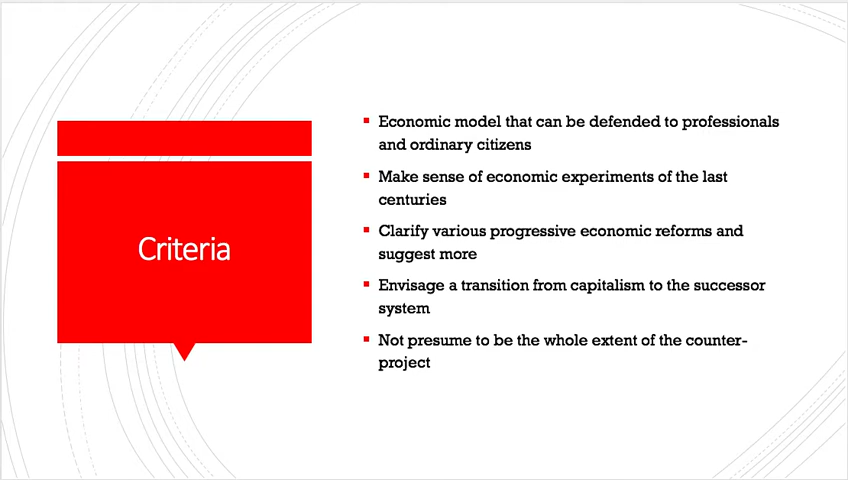 Criteria
Economic model that can be defended to professionals
and ordinary citizens
Make sense of economic experiments of the last
centuries
Clarify various progressive economic reforms and
suggest more
Envisage a transition from capitalism to the successor
system
Not presume to be the whole extent of the counter-
project